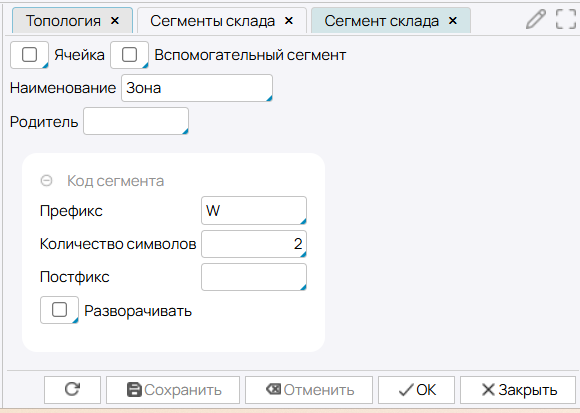 Топология × Сегменты склада × Сегмент склада ×
Ячейка Вспомогательный сегмент
Наименование Зона
Родитель
Код сегмента
Префикс W
Количество символов 2
Постфикс
Разворачивать
Сохранить Отменить ОК Закрыть